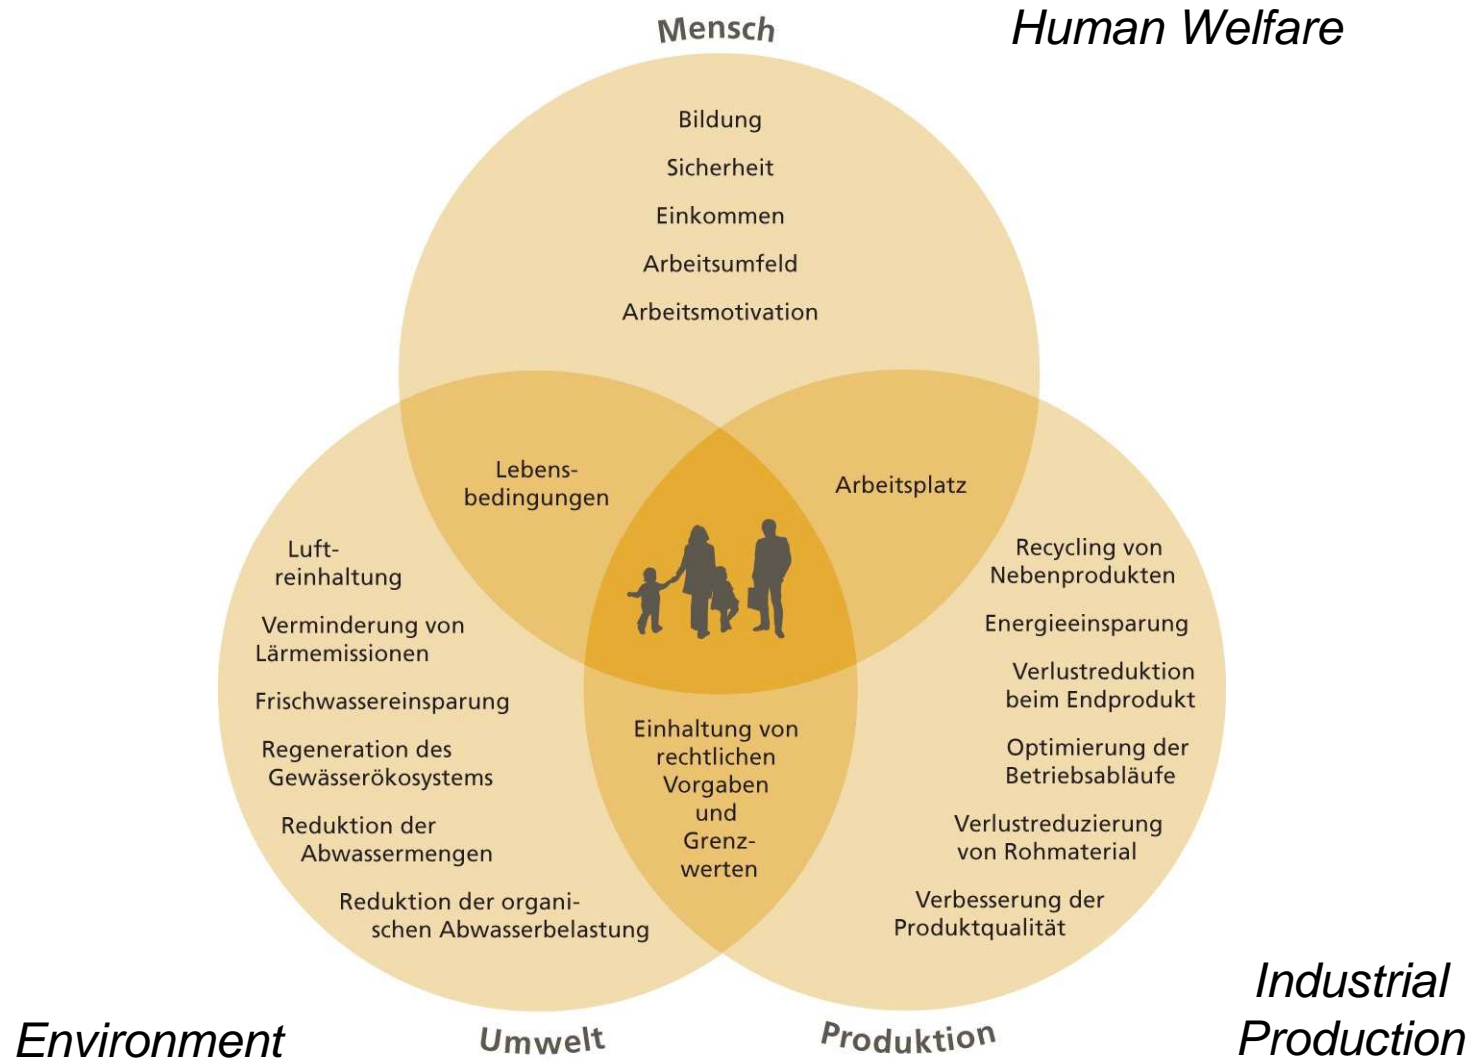 Mensch
Human Welfare
Bildung
Sicherheit
Einkommen
Arbeitsumfeld
Arbeitsmotivation
Lebens-
bedingungen
Arbeitsplatz
Luft-
reinhaltung
Verminderung von
Lärmemissionen
Frischwassereinsparung
Regeneration des
Gewässerökosystems
Reduktion der
Abwassermengen
Reduktion der organi-
schen Abwasserbelastung
Einhaltung von
rechtlichen
Vorgaben
und
Grenz-
werten
Recycling von
Nebenprodukten
Energieeinsparung
Verlustreduktion
beim Endprodukt
Optimierung der
Betriebsabläufe
Verlustreduzierung
von Rohmaterial
Verbesserung der
Produktqualität
Environment
Umwelt
Produktion
Industrial
Production